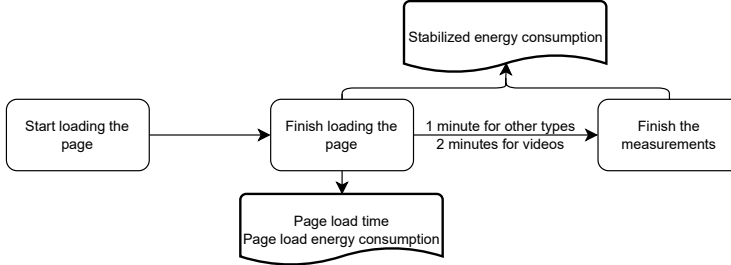 Stabilized energy consumption
Start loading the
page
Finish loading the
page
1 minute for other types
2 minutes for videos
Finish the
measurements
Page load time
Page load energy consumption